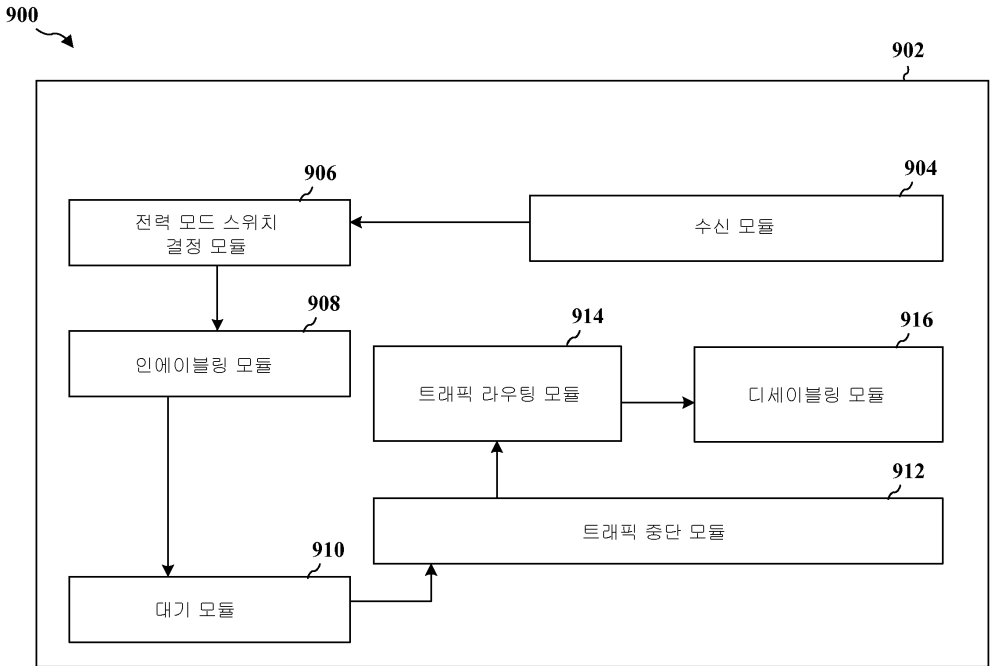 900
902
906
904
전력 모드 스위치
결정 모듈
수신 모듈
908
914
916
인에이블링 모듈
트래픽 라우팅 모듈
디세이블링 모듈
912
트래픽 중단 모듈
910
대기 모듈